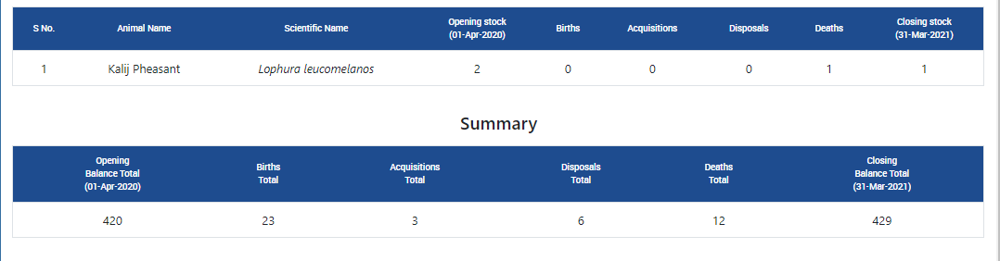 S No. Animal Name Scientific Name Opening stock (01-Apr-2020) Births Acquisitions Disposals Deaths Closing stock (31-Mar-2021)
1 Kalij Pheasant Lophura leucomelanos 2 0 0 0 1 1
Summary
Opening Balance Total (01-Apr-2020) Births Total Acquisitions Total Disposals Total Deaths Total Closing Balance Total (31-Mar-2021)
420 23 3 6 12 429